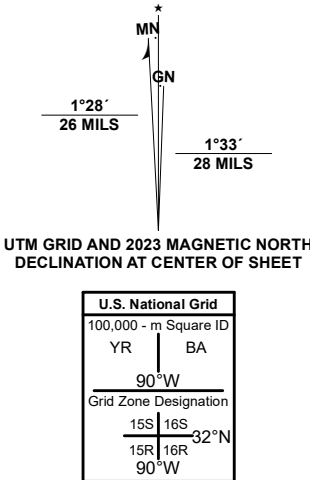 MN
GN
1°28´
26 MILS
1°33´
28 MILS
UTM GRID AND 2023 MAGNETIC NORTH
DECLINATION AT CENTER OF SHEET
U.S. National Grid
100,000 - m Square ID
YR BA
90°W
Grid Zone Designation
15S 16S
32°N
15R 16R
90°W